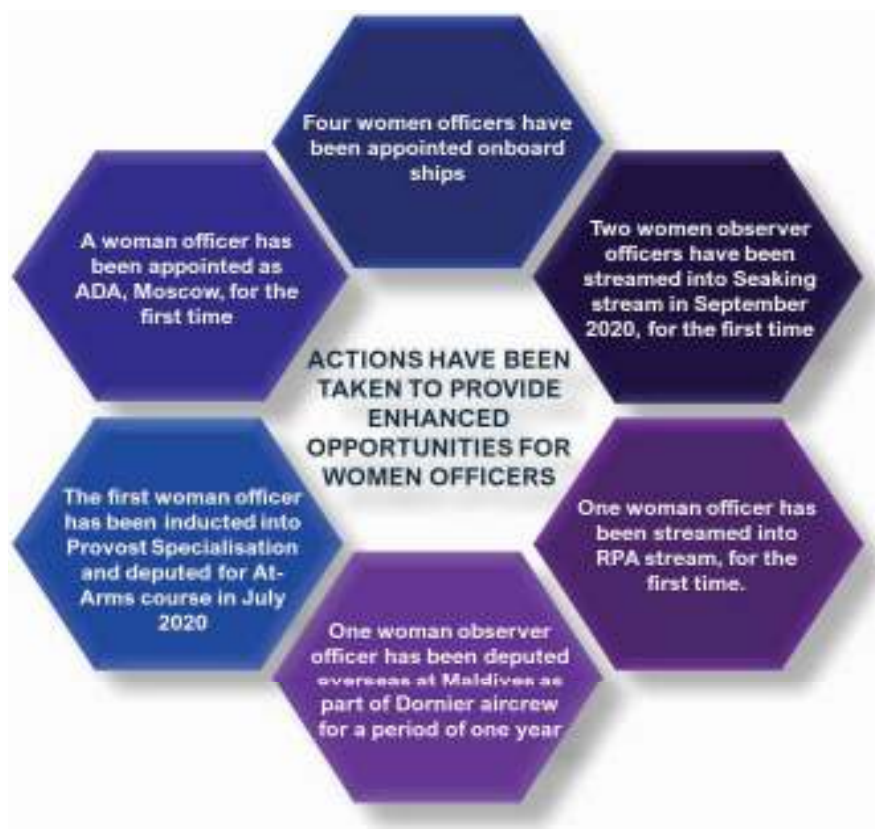 Four women officers have
been appointed onboard
ships
Two women observer
officers have been
streamed into Seaking
stream in September
2020, for the first time
One woman officer has
been streamed into
RPA stream, for the
first time.
One woman observer
officer has been deputed
overseas at Maldives as
part of Dornier aircrew
for a period of one year
The first woman officer
has been inducted into
Provost Specialisation
and deputed for At-
Arms course in July
2020
A woman officer has
been appointed as
ADA, Moscow, for the
first time
ACTIONS HAVE BEEN
TAKEN TO PROVIDE
ENHANCED
OPPORTUNITIES FOR
WOMEN OFFICERS